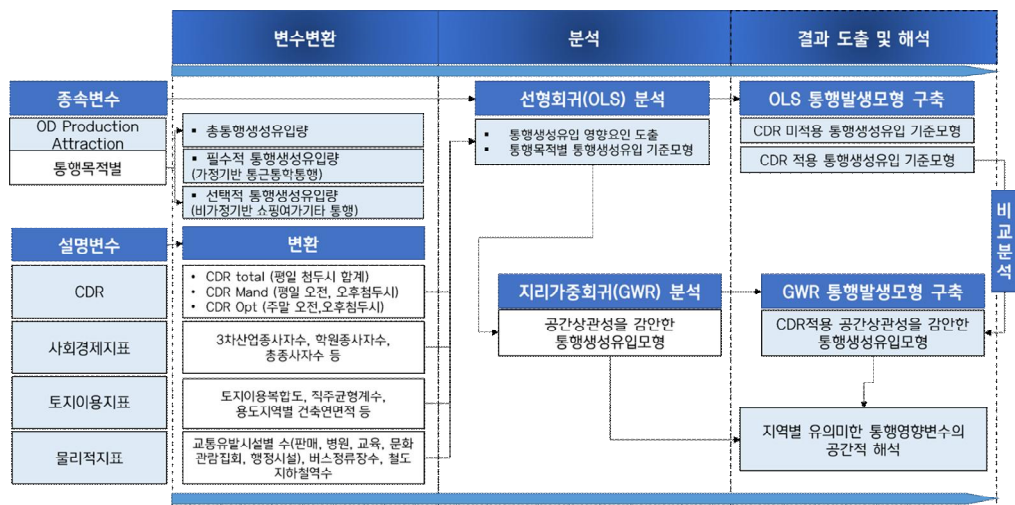 변수변환
분석
결과 도출 및 해석
종속변수
OD Production
Attraction
통행목적별
▪ 총통행생성유입량
▪ 필수적 통행생성유입량
(가정기반 통근통학통행)
▪ 선택적 통행생성유입량
(비가정기반 쇼핑여가기타 통행)
선형회귀(OLS) 분석
▪ 통행생성유입 영향요인 도출
▪ 통행목적별 통행생성유입 기준모형
OLS 통행발생모형 구축
CDR 미적용 통행생성유입 기준모형
CDR 적용 통행생성유입 기준모형
비교분석
설명변수
변환
CDR
• CDR total (평일 첨두시 합계)
• CDR Mand (평일 오전, 오후첨두시)
• CDR Opt (주말 오전,오후첨두시)
사회경제지표
3차산업종사자수, 학원종사자수,
총종사자수 등
토지이용지표
토지이용복합도, 직주균형계수,
용도지역별 건축연면적 등
물리적지표
교통유발시설별 수(판매, 병원, 교육, 문화
관람집회, 행정시설), 버스정류장수, 철도
지하철역수
지리가중회귀(GWR) 분석
공간상관성을 감안한
통행생성유입모형
GWR 통행발생모형 구축
CDR적용 공간상관성을 감안한
통행생성유입모형
지역별 유의미한 통행영향변수의
공간적 해석